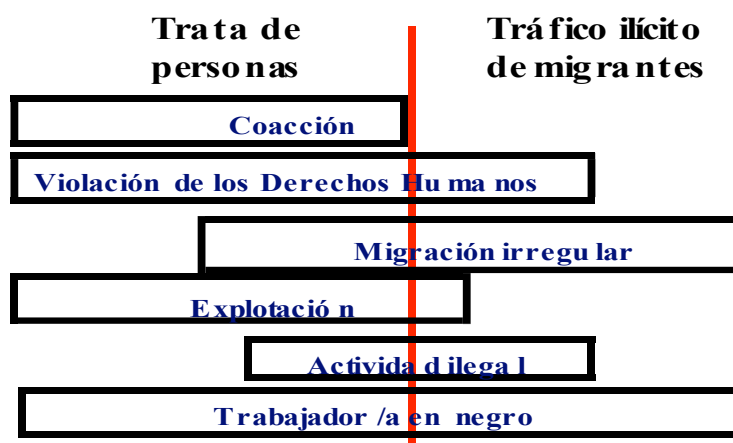 Trata de
personas
Tráfico ilícito
de migrantes
Coacción
Violación de los Derechos Humanos
Migración irregular
Explotación
Actividad ilegal
Trabajador /a en negro